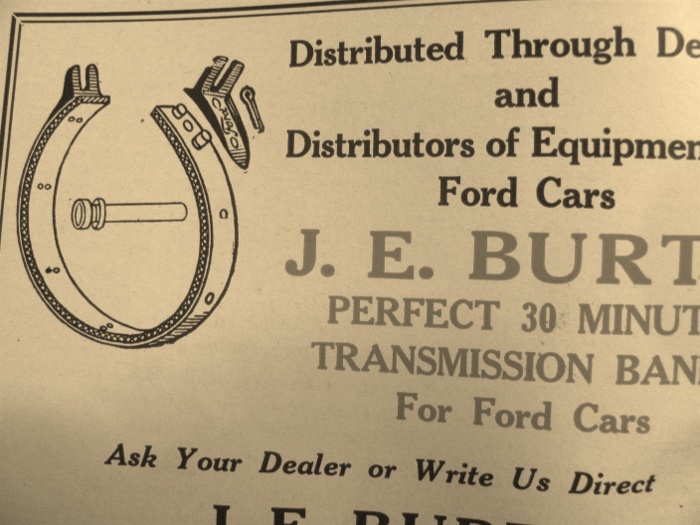 Distributed Through De
and
Distributors of Equipmen
Ford Cars
J. E. BURT
PERFECT 30 MINUT
TRANSMISSION BAN
For Ford Cars
Ask Your Dealer or Write Us Direct
J. E. BURT